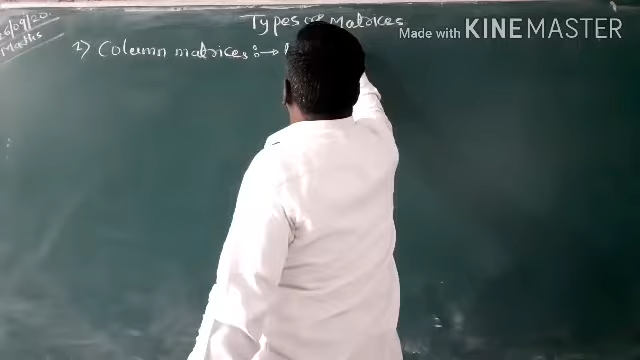 Types of Matrices
Made with KINEMASTER
Maths
1) Column matrices :→